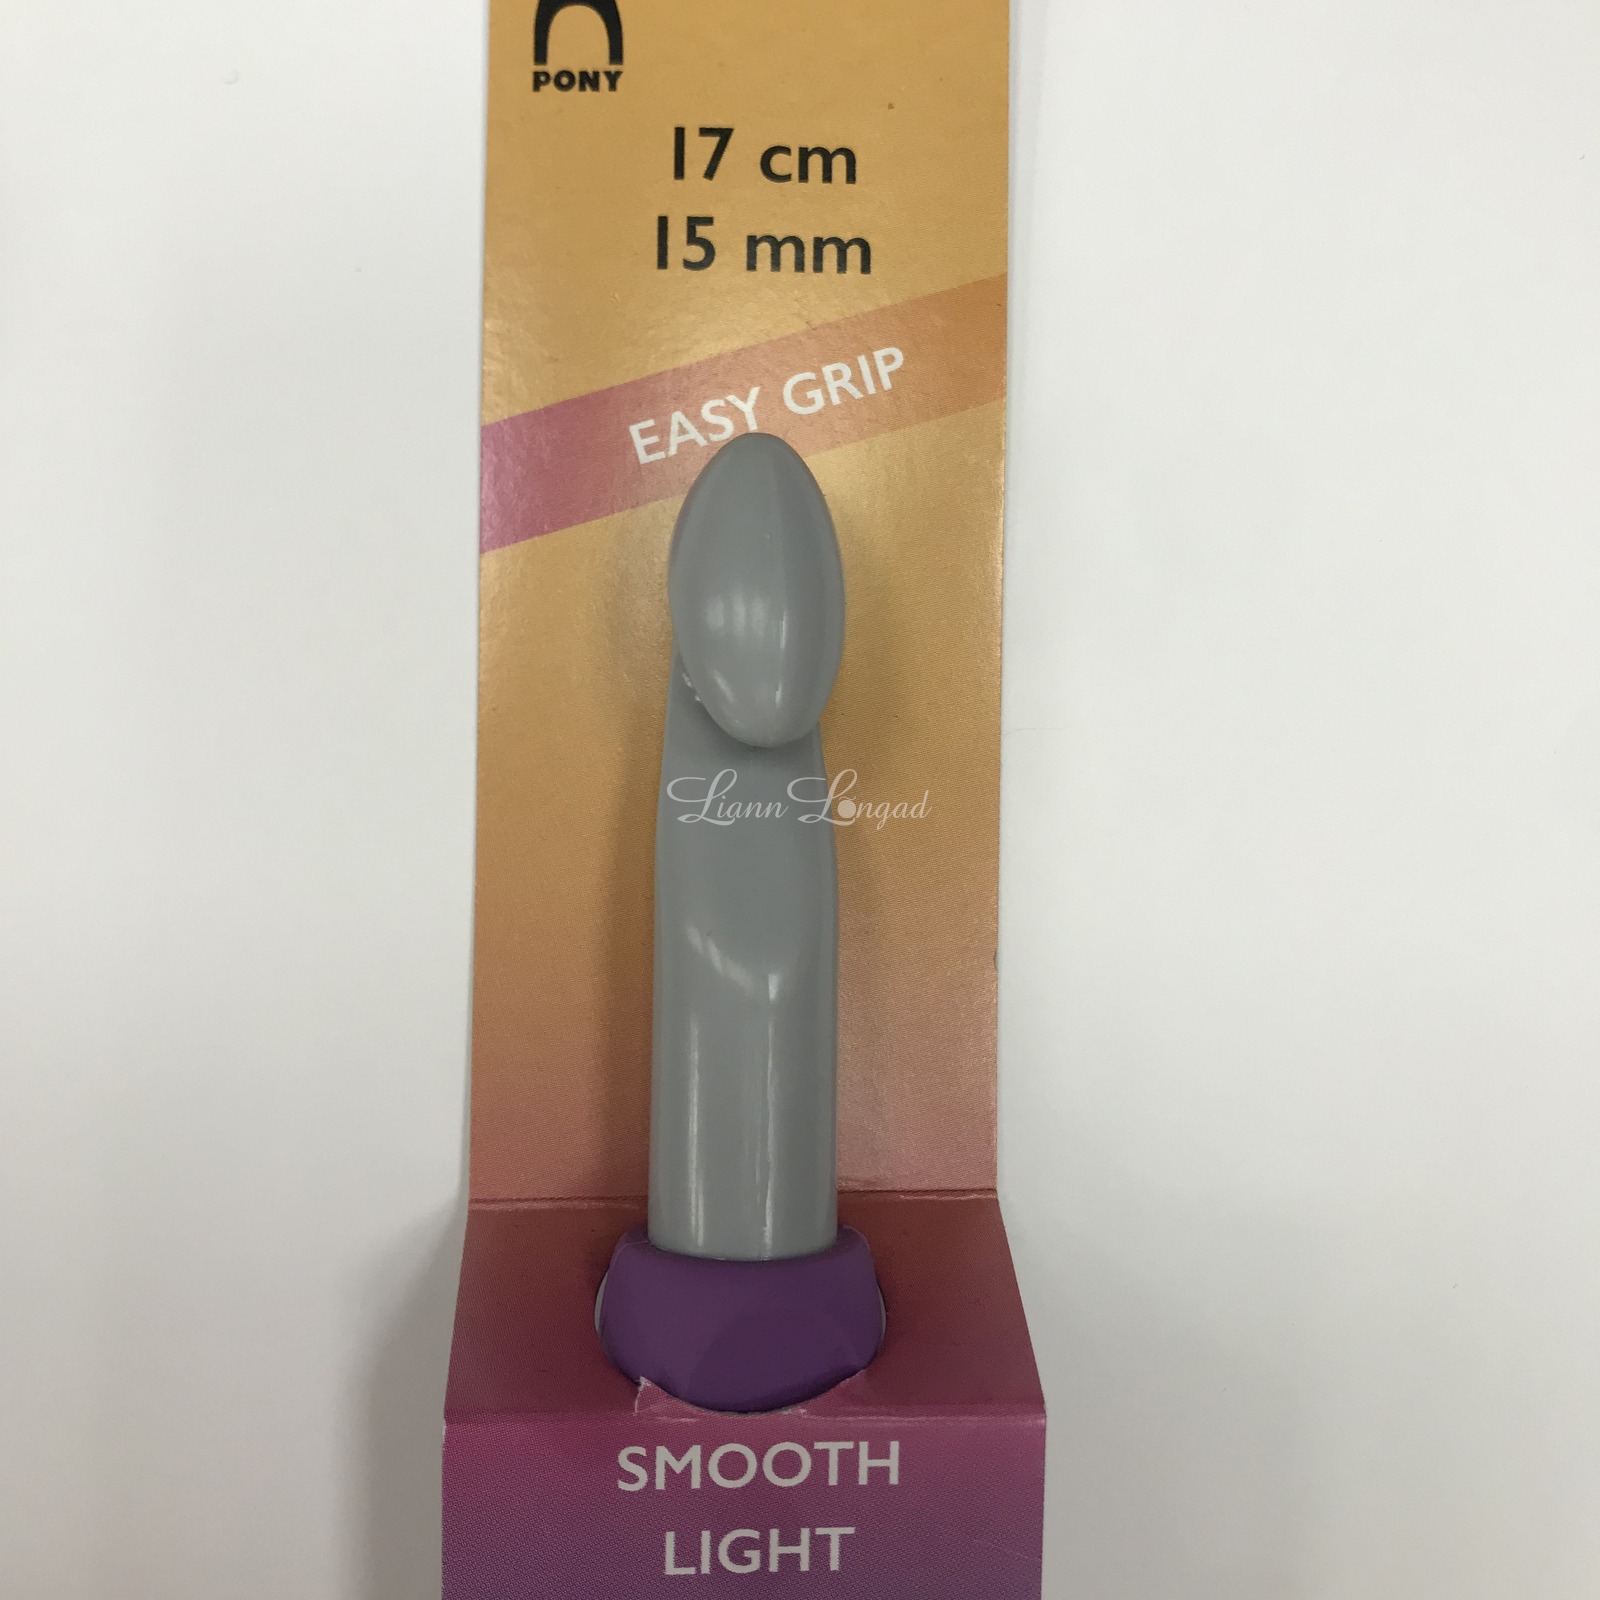 PONY
17 cm
15 mm
EASY GRIP
Liann Longad
SMOOTH
LIGHT